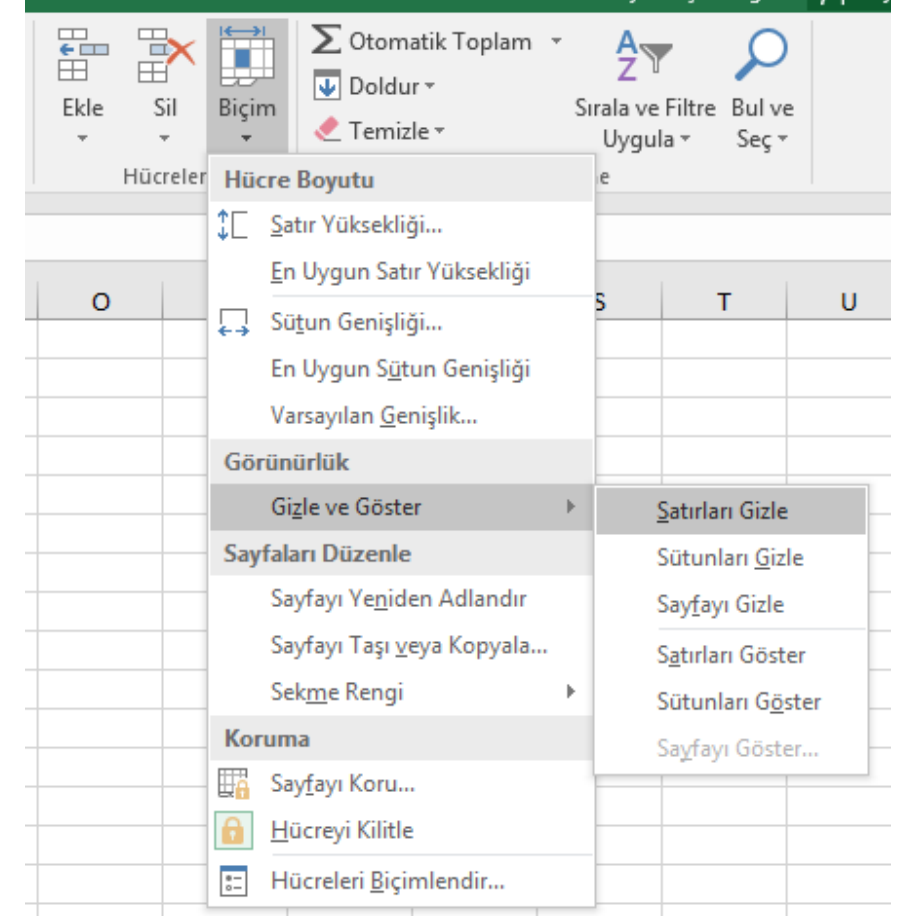 Otomatik Toplam
Doldur
Temizle
Ekle
Sil
Biçim
Sırala ve Filtre
Uygula
Bul ve
Seç
Hücreler
Hücre Boyutu
Satır Yüksekliği...
En Uygun Satır Yüksekliği
Sütun Genişliği...
En Uygun Sütun Genişliği
Varsayılan Genişlik...
O S T U
Görünürlük
Gizle ve Göster
Sayfaları Düzenle
Sayfayı Yeniden Adlandır
Sayfayı Taşı veya Kopyala...
Sekme Rengi
Koruma
Sayfayı Koru...
Hücreyi Kilitle
Hücreleri Biçimlendir...
Satırları Gizle
Sütunları Gizle
Sayfayı Gizle
Satırları Göster
Sütunları Göster
Sayfayı Göster...